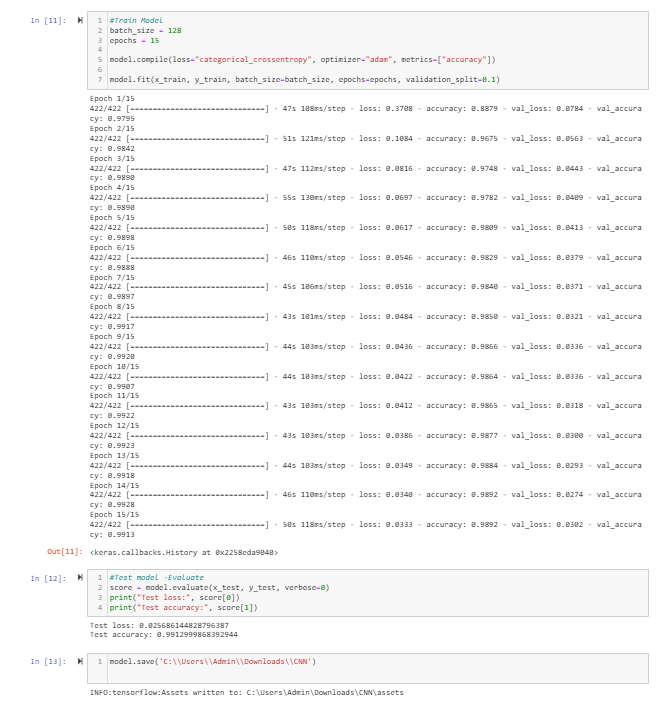 In [11]:
1 #Train Model
2 batch_size = 128
3 epochs = 15
4
5 model.compile(loss="categorical_crossentropy", optimizer="adam", metrics=["accuracy"])
6
7 model.fit(x_train, y_train, batch_size=batch_size, epochs=epochs, validation_split=0.1)
Epoch 1/15
422/422 [==============================] - 47s 108ms/step - loss: 0.3708 - accuracy: 0.8879 - val_loss: 0.0784 - val_accura
cy: 0.9795
Epoch 2/15
422/422 [==============================] - 51s 121ms/step - loss: 0.1084 - accuracy: 0.9675 - val_loss: 0.0563 - val_accura
cy: 0.9842
Epoch 3/15
422/422 [==============================] - 47s 112ms/step - loss: 0.0816 - accuracy: 0.9748 - val_loss: 0.0443 - val_accura
cy: 0.9890
Epoch 4/15
422/422 [==============================] - 55s 130ms/step - loss: 0.0697 - accuracy: 0.9782 - val_loss: 0.0409 - val_accura
cy: 0.9890
Epoch 5/15
422/422 [==============================] - 50s 118ms/step - loss: 0.0617 - accuracy: 0.9809 - val_loss: 0.0413 - val_accura
cy: 0.9898
Epoch 6/15
422/422 [==============================] - 46s 110ms/step - loss: 0.0546 - accuracy: 0.9829 - val_loss: 0.0379 - val_accura
cy: 0.9888
Epoch 7/15
422/422 [==============================] - 45s 106ms/step - loss: 0.0516 - accuracy: 0.9840 - val_loss: 0.0371 - val_accura
cy: 0.9897
Epoch 8/15
422/422 [==============================] - 43s 101ms/step - loss: 0.0484 - accuracy: 0.9850 - val_loss: 0.0321 - val_accura
cy: 0.9917
Epoch 9/15
422/422 [==============================] - 44s 103ms/step - loss: 0.0436 - accuracy: 0.9866 - val_loss: 0.0336 - val_accura
cy: 0.9920
Epoch 10/15
422/422 [==============================] - 44s 103ms/step - loss: 0.0422 - accuracy: 0.9864 - val_loss: 0.0336 - val_accura
cy: 0.9907
Epoch 11/15
422/422 [==============================] - 43s 103ms/step - loss: 0.0412 - accuracy: 0.9865 - val_loss: 0.0318 - val_accura
cy: 0.9922
Epoch 12/15
422/422 [==============================] - 43s 103ms/step - loss: 0.0386 - accuracy: 0.9877 - val_loss: 0.0300 - val_accura
cy: 0.9923
Epoch 13/15
422/422 [==============================] - 44s 103ms/step - loss: 0.0349 - accuracy: 0.9884 - val_loss: 0.0293 - val_accura
cy: 0.9918
Epoch 14/15
422/422 [==============================] - 46s 110ms/step - loss: 0.0340 - accuracy: 0.9892 - val_loss: 0.0274 - val_accura
cy: 0.9928
Epoch 15/15
422/422 [==============================] - 50s 118ms/step - loss: 0.0333 - accuracy: 0.9892 - val_loss: 0.0302 - val_accura
cy: 0.9913
Out[11]: <keras.callbacks.History at 0x2258eda9040>
In [12]:
1 #Test model -Evaluate
2 score = model.evaluate(x_test, y_test, verbose=0)
3 print("Test loss:", score[0])
4 print("Test accuracy:", score[1])
Test loss: 0.025686144828796387
Test accuracy: 0.9912999868392944
In [13]:
1 model.save('C:\\Users\\Admin\\Downloads\\CNN')
INFO:tensorflow:Assets written to: C:\Users\Admin\Downloads\CNN\assets